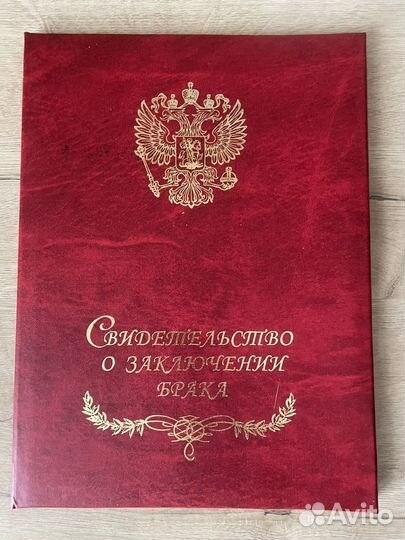 Свидетельство
о заключении
брака
Avito